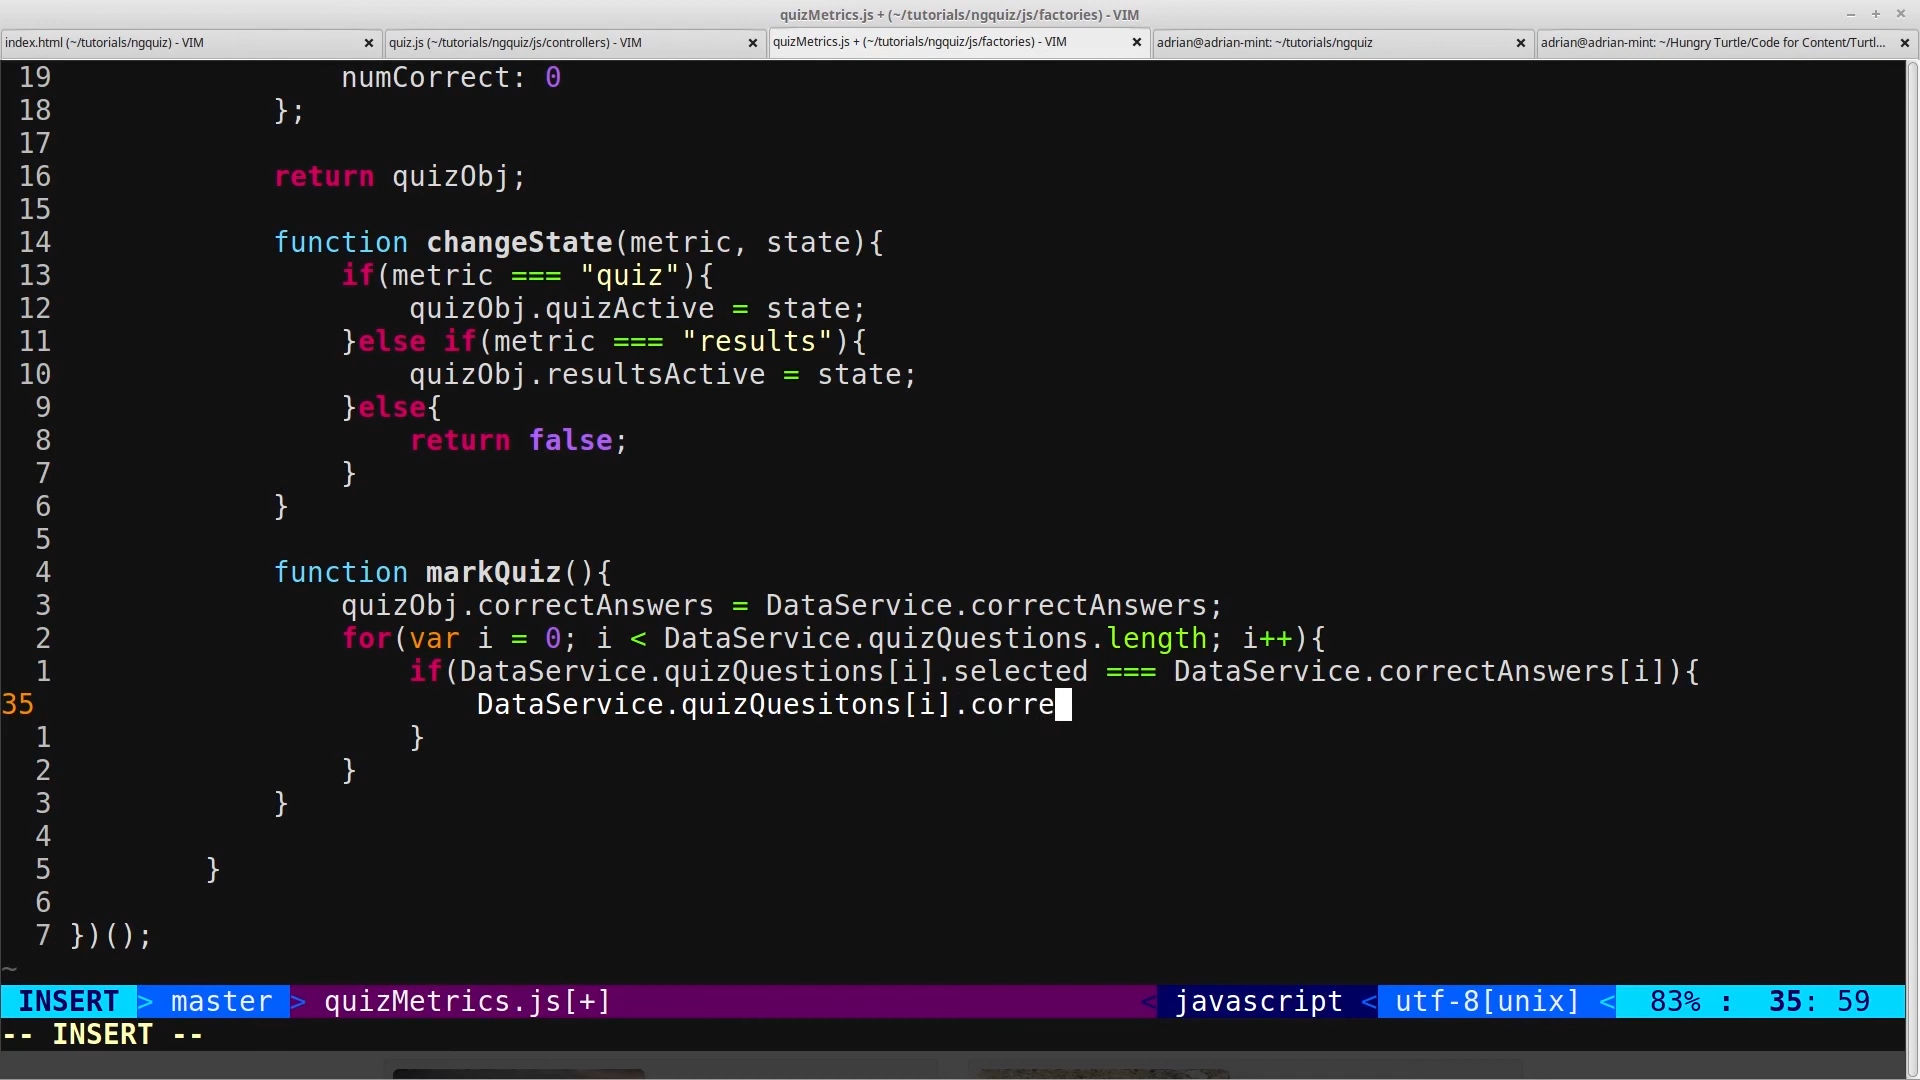 quizMetrics.js + (~/tutorials/ngquiz/js/factories) - VIM
index.html (~/tutorials/ngquiz) - VIM
quiz.js (~/tutorials/ngquiz/js/controllers) - VIM
quizMetrics.js + (~/tutorials/ngquiz/js/factories) - VIM
adrian@adrian-mint: ~/tutorials/ngquiz
adrian@adrian-mint: ~/Hungry Turtle/Code for Content/Turtl...
19 numCorrect: 0
18 };
17
16 return quizObj;
15
14 function changeState(metric, state){
13 if(metric === "quiz"){
12 quizObj.quizActive = state;
11 }else if(metric === "results"){
10 quizObj.resultsActive = state;
9 }else{
8 return false;
7 }
6 }
5
4 function markQuiz(){
3 quizObj.correctAnswers = DataService.correctAnswers;
2 for(var i = 0; i < DataService.quizQuestions.length; i++){
1 if(DataService.quizQuestions[i].selected === DataService.correctAnswers[i]){
35 DataService.quizQuesitons[i].corre
1 }
2 }
3 }
4
5 }
6
7 })();
~
INSERT > master > quizMetrics.js[+] < javascript < utf-8[unix] < 83% : 35: 59
-- INSERT --